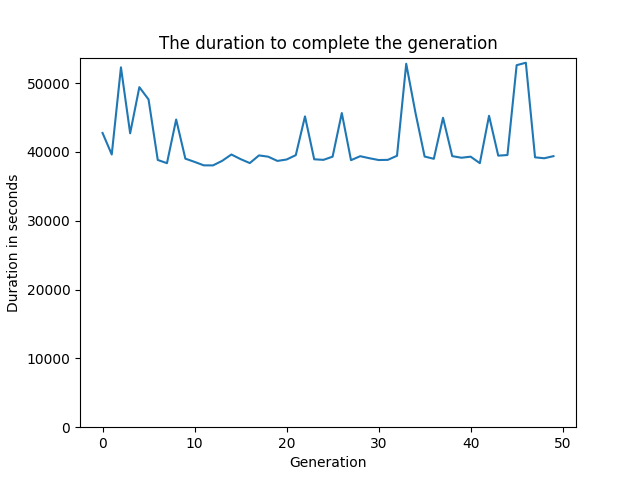 The duration to complete the generation
Duration in seconds
50000
40000
30000
20000
10000
0
0 10 20 30 40 50
Generation